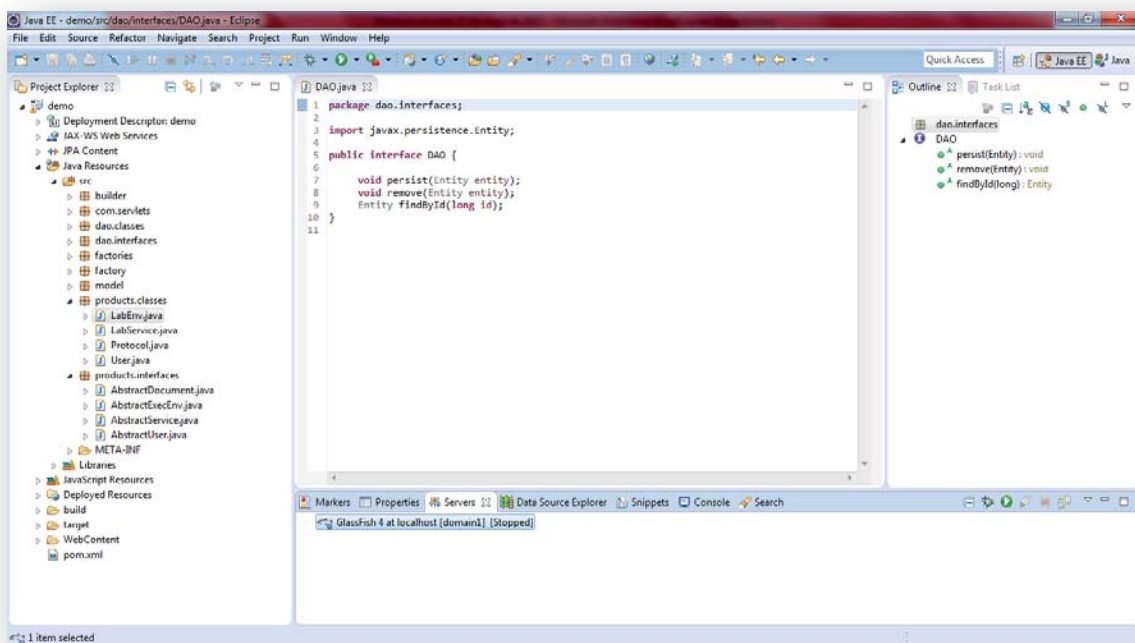 Java EE - demo/src/dao/interfaces/DAO.java - Eclipse
File Edit Source Refactor Navigate Search Project Run Window Help
Quick Access Java EE Java
Project Explorer
demo
Deployment Descriptor: demo
JAX-WS Web Services
JPA Content
Java Resources
src
builder
com.servlets
dao.classes
dao.interfaces
factories
factory
model
products.classes
LabEnv.java
LabService.java
Protocol.java
User.java
products.interfaces
AbstractDocument.java
AbstractExecEnv.java
AbstractService.java
AbstractUser.java
META-INF
Libraries
JavaScript Resources
Deployed Resources
build
target
WebContent
pom.xml
DAO.java
1 package dao.interfaces;
2
3 import javax.persistence.Entity;
4
5 public interface DAO {
6
7 void persist(Entity entity);
8 void remove(Entity entity);
9 Entity findById(long id);
10 }
11
Outline Task List
dao.interfaces
DAO
persist(Entity) : void
remove(Entity) : void
findById(long) : Entity
Markers Properties Servers Data Source Explorer Snippets Console Search
GlassFish 4 at localhost [domain1] [Stopped]
1 item selected